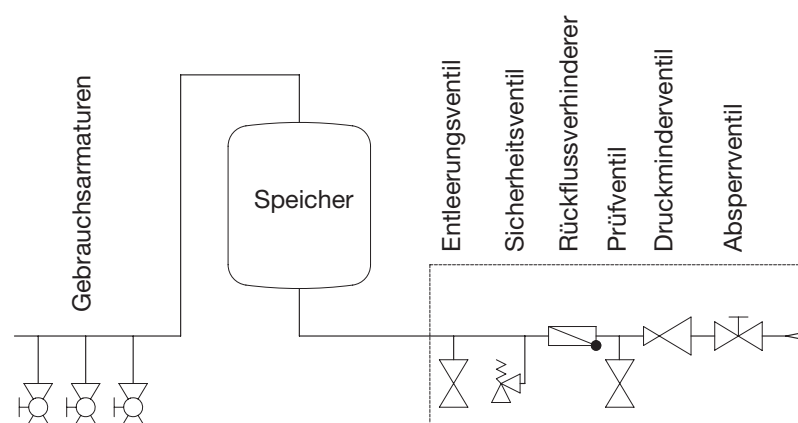 Gebrauchsarmaturen
Speicher
Entleerungsventil
Sicherheitsventil
Rückflussverhinderer
Prüfventil
Druckminderventil
Absperrventil